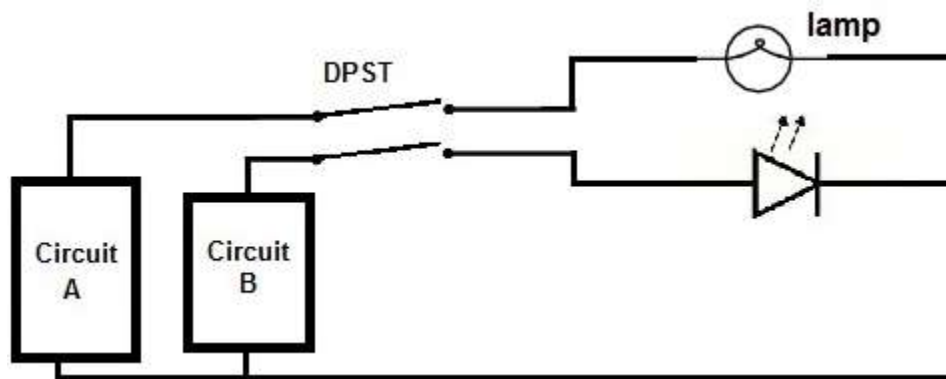 lamp
DPST
Circuit
A
Circuit
B